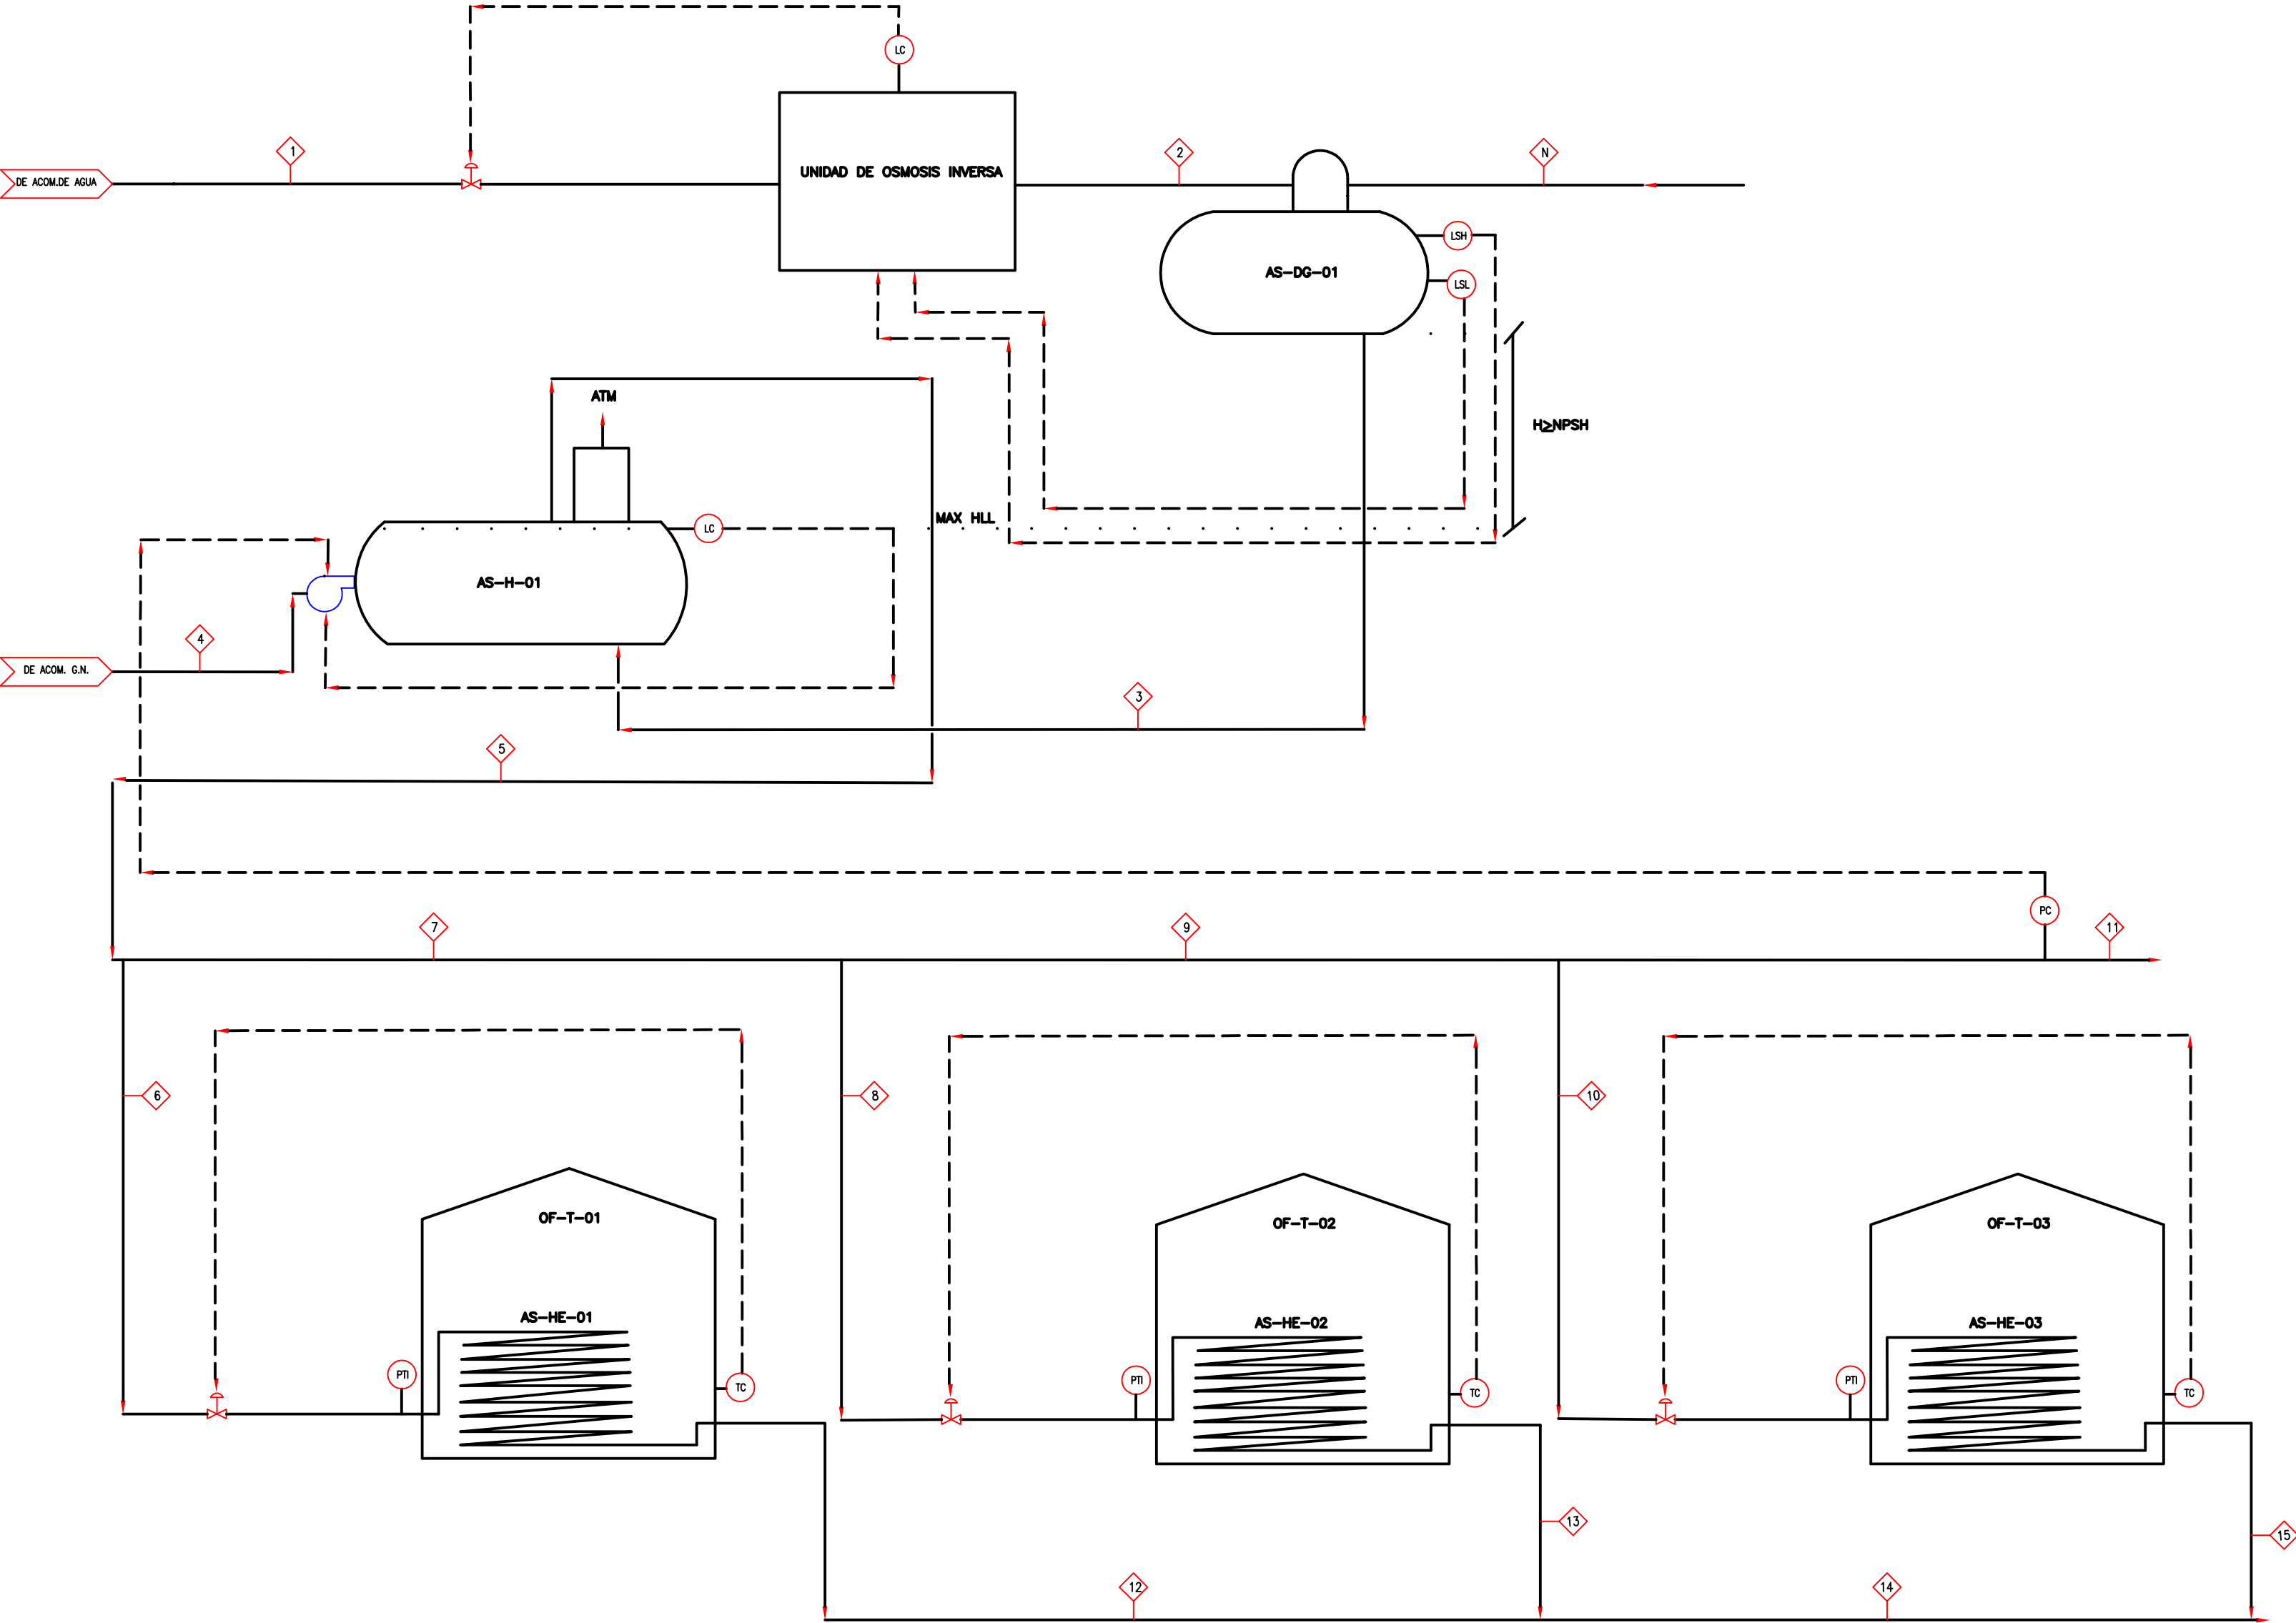 LC
1
2
N
DE ACOM.DE AGUA
UNIDAD DE OSMOSIS INVERSA
LSH
AS-DG-01
LSL
ATM
H≥NPSH
MAX HLL
LC
AS-H-01
4
DE ACOM. G.N.
3
5
PC
7
9
11
6
8
10
OF-T-01
OF-T-02
OF-T-03
AS-HE-01
AS-HE-02
AS-HE-03
PTI
TC
PTI
TC
PTI
TC
13
15
12
14